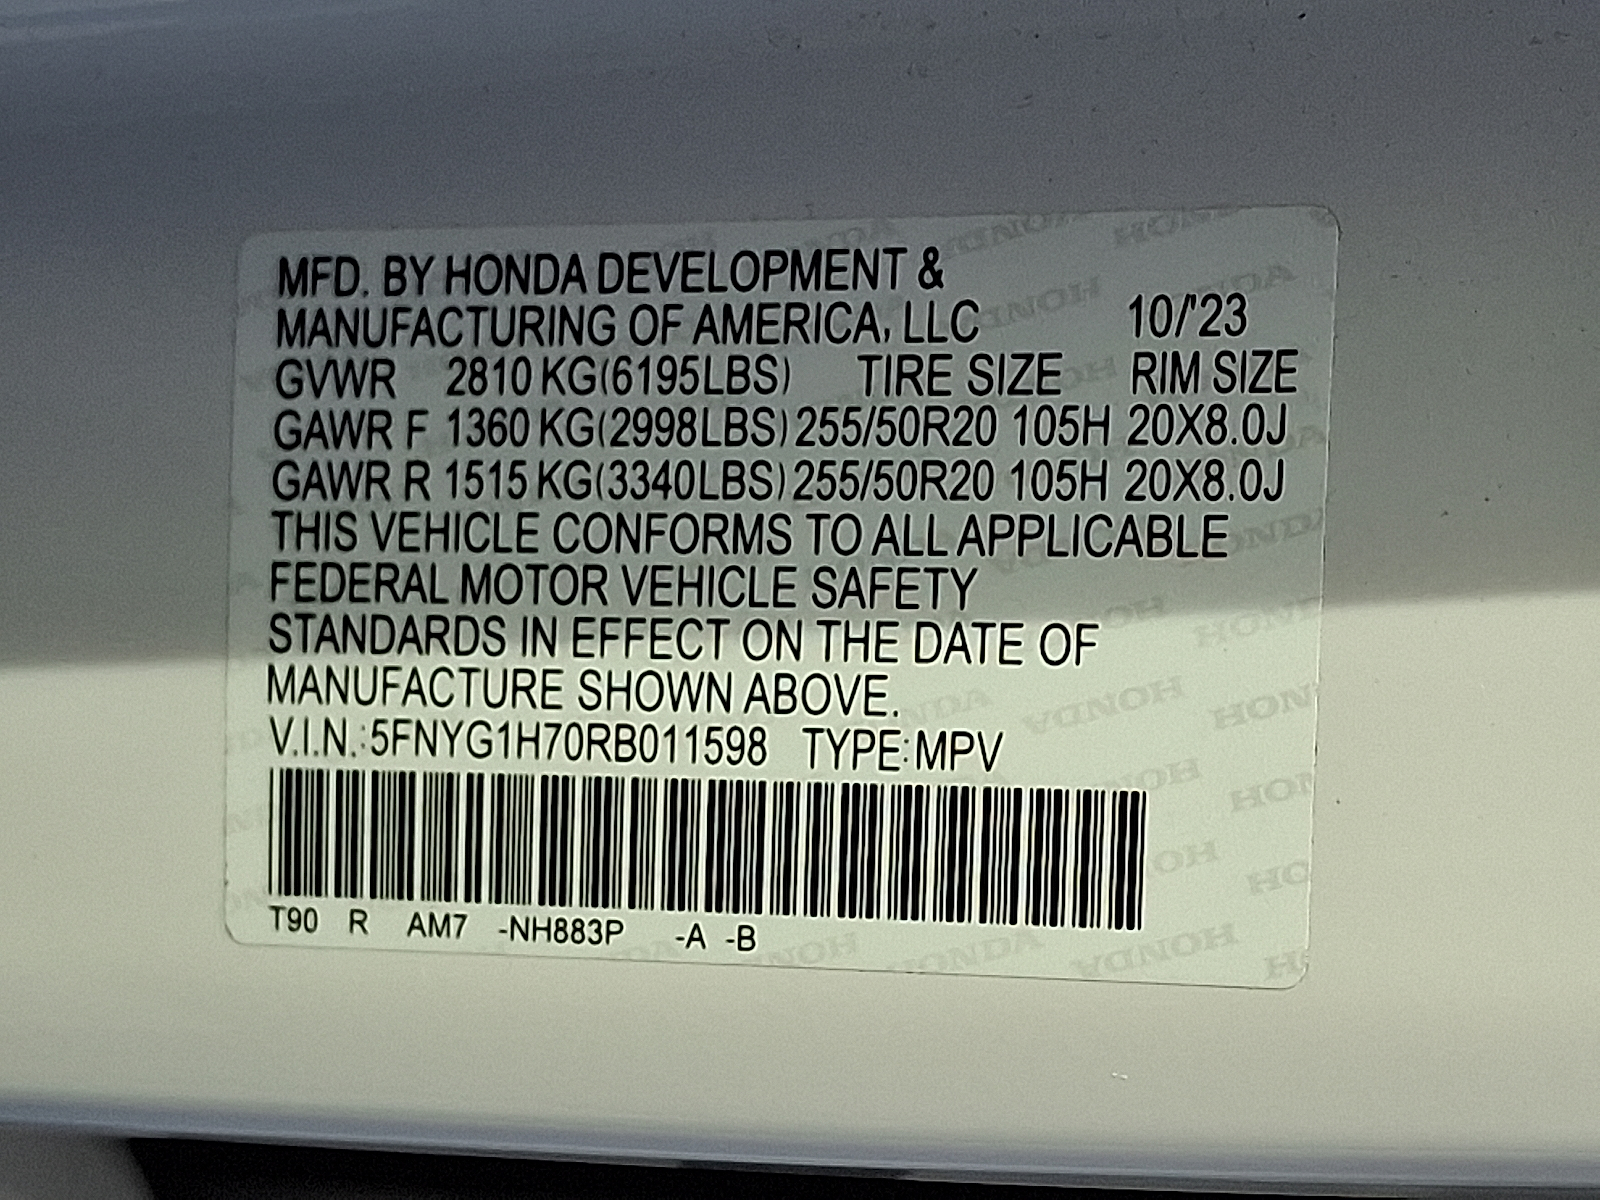 MFD. BY HONDA DEVELOPMENT &
MANUFACTURING OF AMERICA, LLC 10/'23
GVWR 2810 KG(6195LBS) TIRE SIZE RIM SIZE
GAWR F 1360 KG(2998LBS) 255/50R20 105H 20X8.0J
GAWR R 1515 KG(3340LBS) 255/50R20 105H 20X8.0J
THIS VEHICLE CONFORMS TO ALL APPLICABLE
FEDERAL MOTOR VEHICLE SAFETY
STANDARDS IN EFFECT ON THE DATE OF
MANUFACTURE SHOWN ABOVE.
V.I.N.:5FNYG1H70RB011598 TYPE:MPV
T90 R AM7 -NH883P -A -B